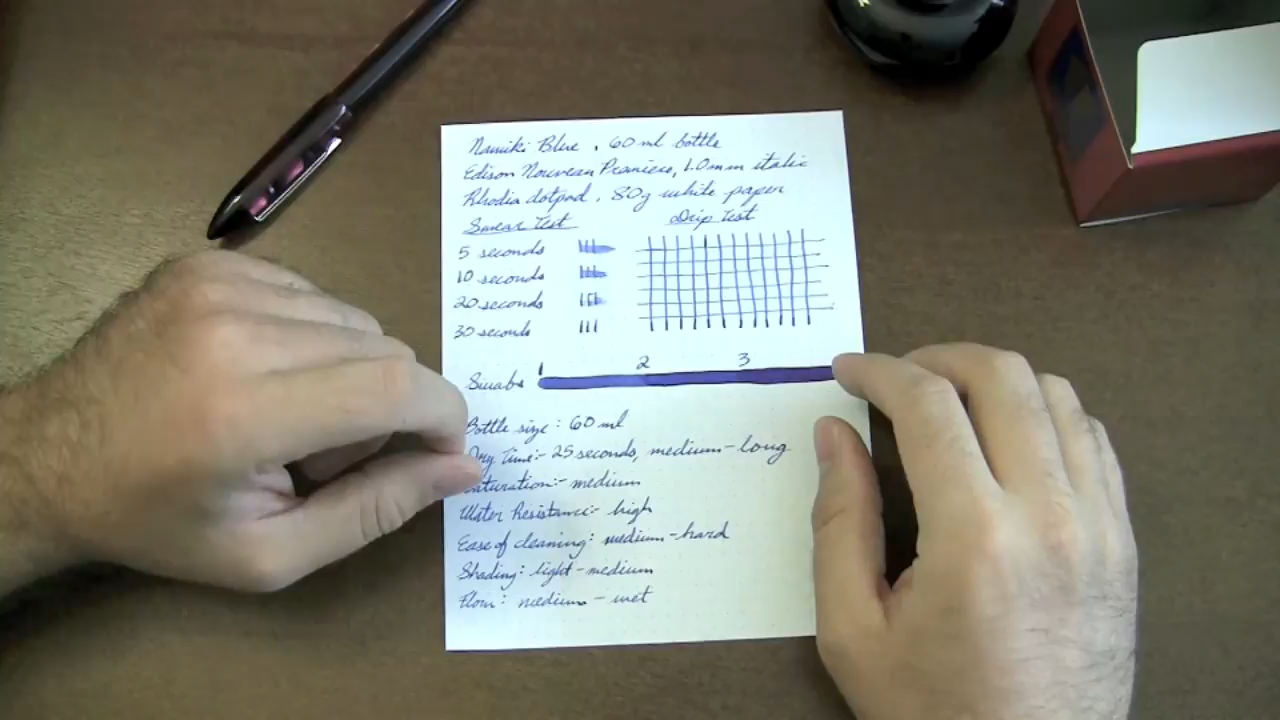 Namiki Blue, 60 ml bottle
Edison Nouveau Premiere, 1.0mm italic
Rhodia dotpad, 80g white paper
Smear Test Drip Test
5 seconds
10 seconds
20 seconds
30 seconds
1 2 3
Swabs
Bottle size: 60 ml
Dry Time:- 25 seconds, medium-long
Saturation:- medium
Water Resistance:- high
Ease of cleaning: medium-hard
Shading: light-medium
Flow: medium-wet